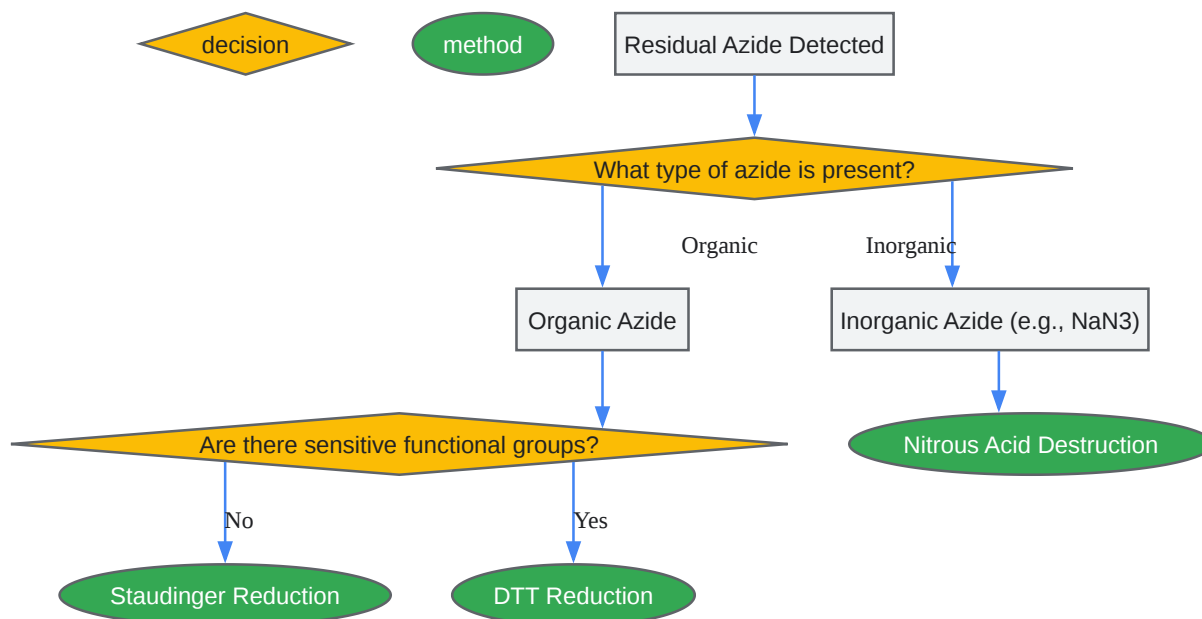 decision
method
Residual Azide Detected
What type of azide is present?
Organic
Inorganic
Organic Azide
Inorganic Azide (e.g., NaN3)
Are there sensitive functional groups?
Nitrous Acid Destruction
No
Yes
Staudinger Reduction
DTT Reduction